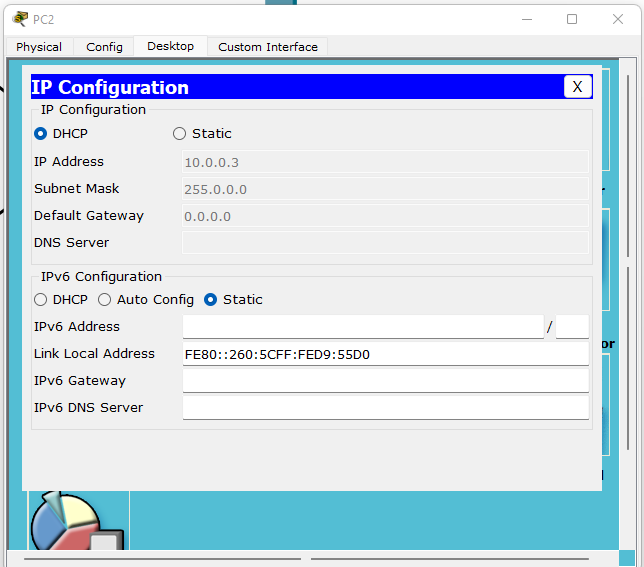 PC2
Physical Config Desktop Custom Interface
IP Configuration X
IP Configuration
DHCP Static
IP Address 10.0.0.3
Subnet Mask 255.0.0.0
Default Gateway 0.0.0.0
DNS Server
IPv6 Configuration
DHCP Auto Config Static
IPv6 Address /
Link Local Address FE80::260:5CFF:FED9:55D0
IPv6 Gateway
IPv6 DNS Server
r
or